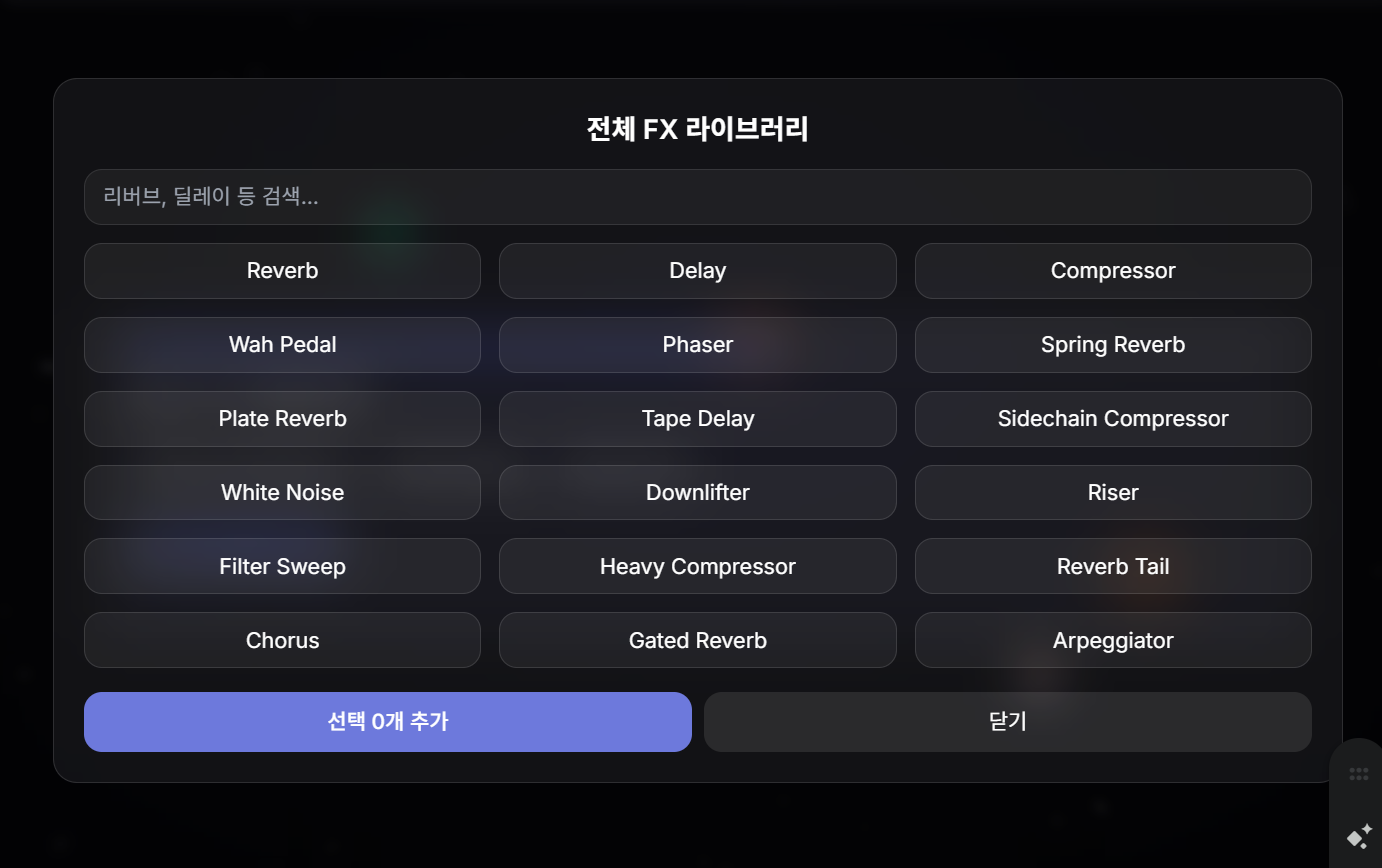 전체 FX 라이브러리
리버브, 딜레이 등 검색...
Reverb
Delay
Compressor
Wah Pedal
Phaser
Spring Reverb
Plate Reverb
Tape Delay
Sidechain Compressor
White Noise
Downlifter
Riser
Filter Sweep
Heavy Compressor
Reverb Tail
Chorus
Gated Reverb
Arpeggiator
선택 0개 추가
닫기